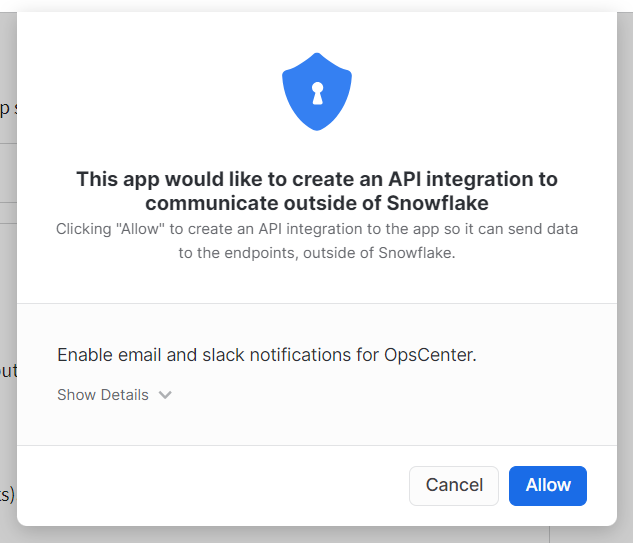 p s
This app would like to create an API integration to
communicate outside of Snowflake
Clicking "Allow" to create an API integration to the app so it can send data
to the endpoints, outside of Snowflake.
Enable email and slack notifications for OpsCenter.
out
Show Details
s)
Cancel
Allow